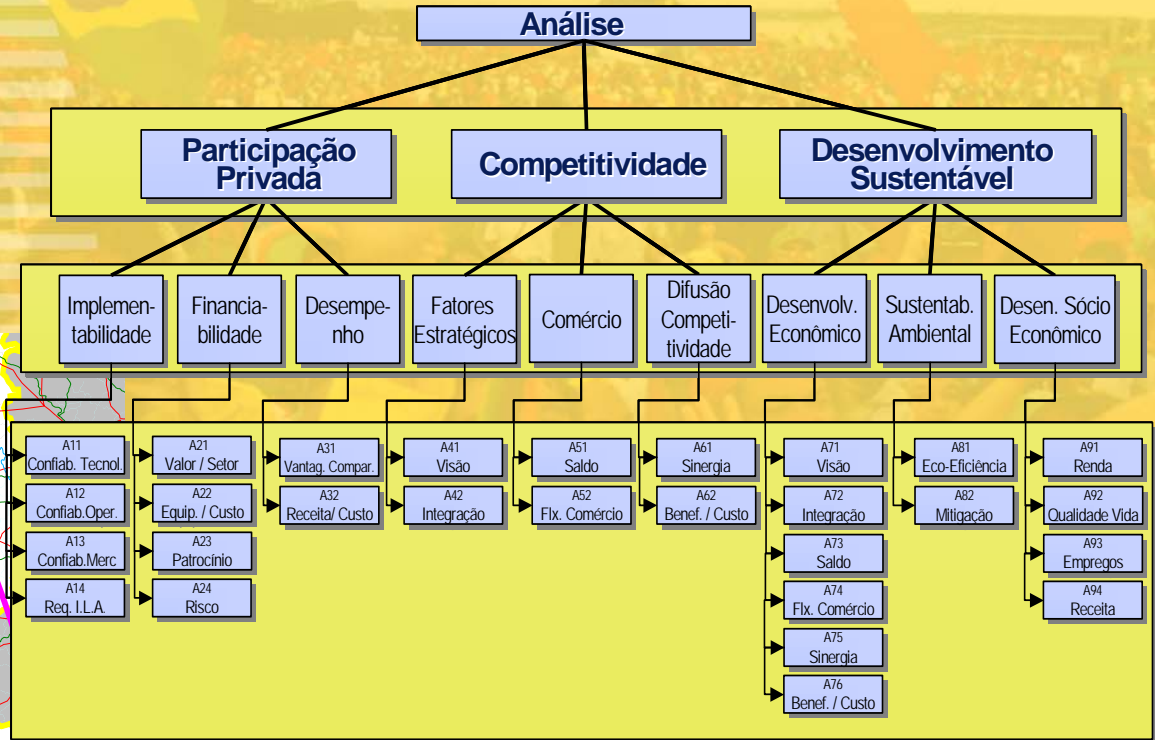 Análise
Participação
Privada
Competitividade
Desenvolvimento
Sustentável
Implemen-
tabilidade
Financia-
bilidade
Desempe-
nho
Fatores
Estratégicos
Comércio
Difusão
Competi-
tividade
Desenvolv.
Econômico
Sustentab.
Ambiental
Desen. Sócio
Econômico
A11
Confiab. Tecnol.
A12
Confiab.Oper.
A13
Confiab.Merc
A14
Req. I.L.A.
A21
Valor / Setor
A22
Equip. / Custo
A23
Patrocínio
A24
Risco
A31
Vantag. Compar.
A32
Receita/ Custo
A41
Visão
A42
Integração
A51
Saldo
A52
Flx. Comércio
A61
Sinergia
A62
Benef. / Custo
A71
Visão
A72
Integração
A73
Saldo
A74
Flx. Comércio
A75
Sinergia
A76
Benef. / Custo
A81
Eco-Eficiência
A82
Mitigação
A91
Renda
A92
Qualidade Vida
A93
Empregos
A94
Receita